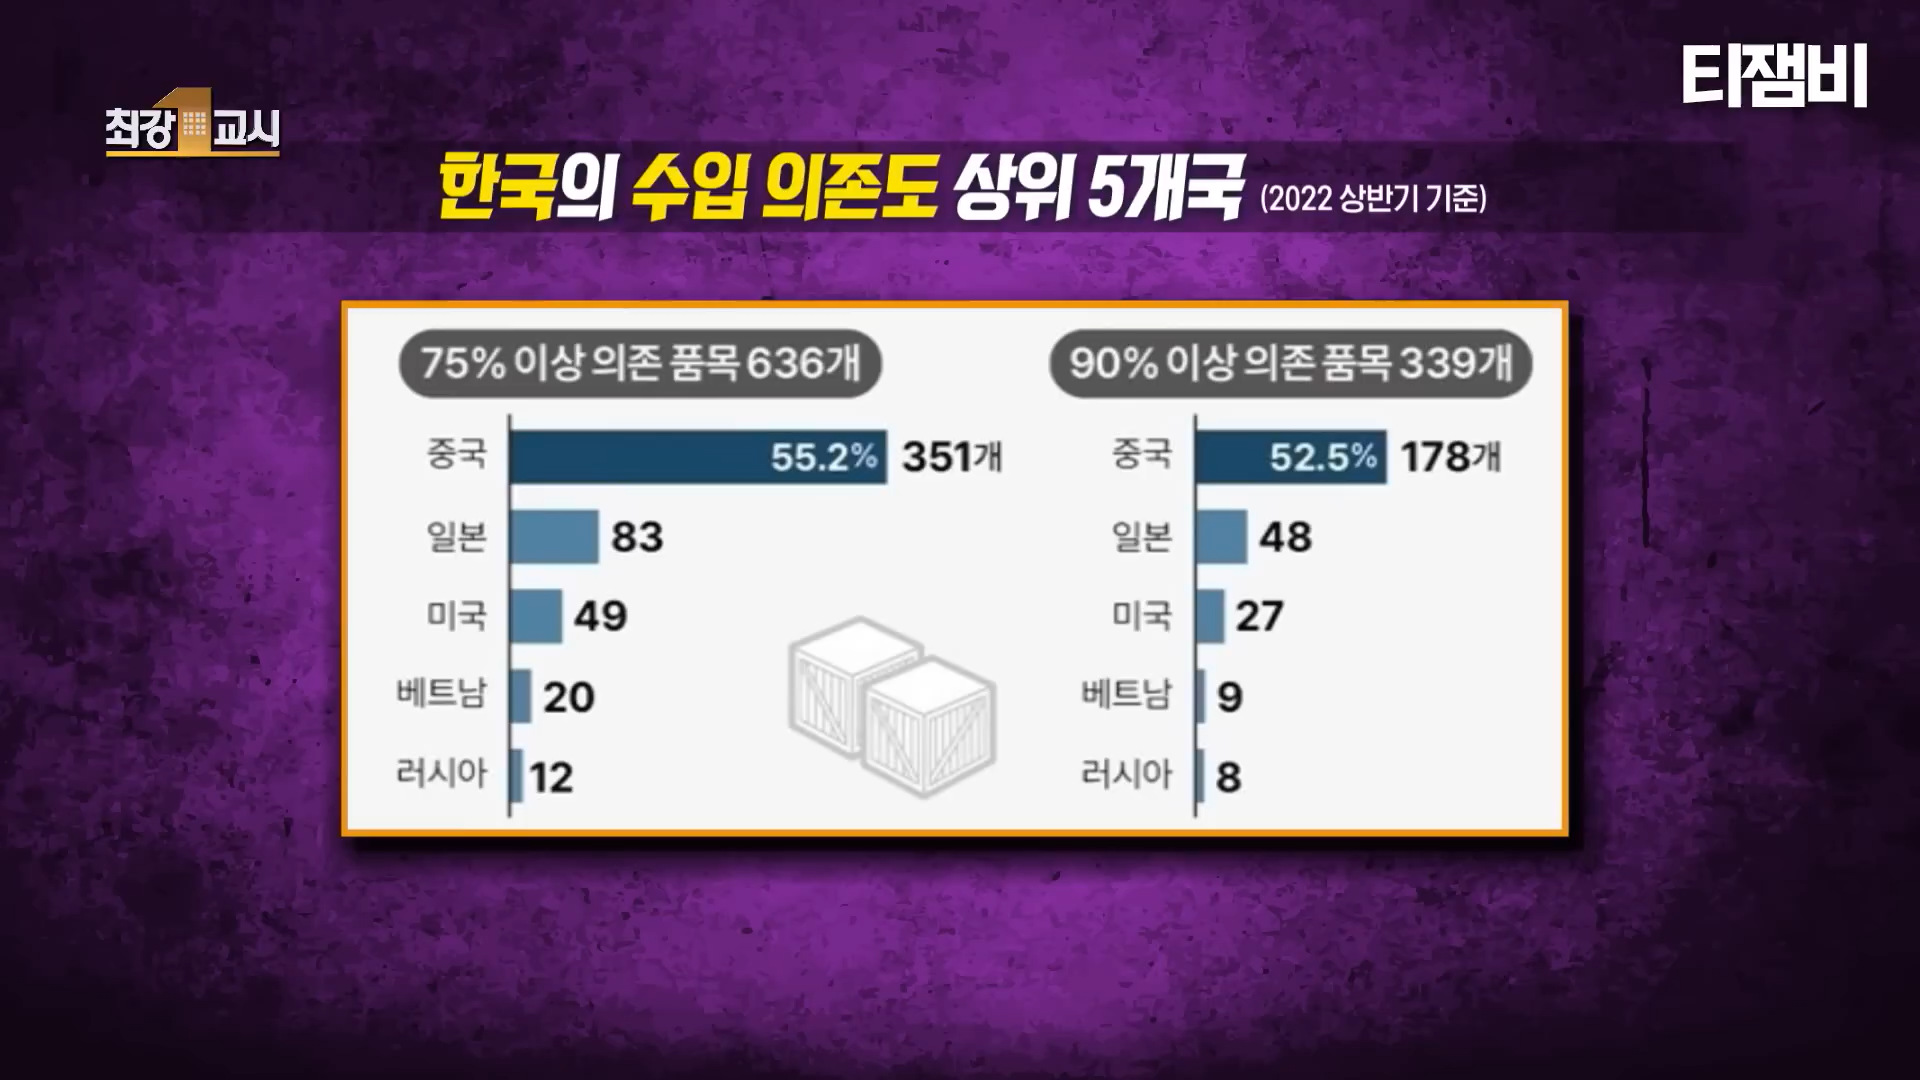 티잼비
최강1교시
한국의 수입 의존도 상위 5개국 (2022 상반기 기준)
75% 이상 의존 품목 636개
중국 55.2% 351개
일본 83
미국 49
베트남 20
러시아 12
90% 이상 의존 품목 339개
중국 52.5% 178개
일본 48
미국 27
베트남 9
러시아 8